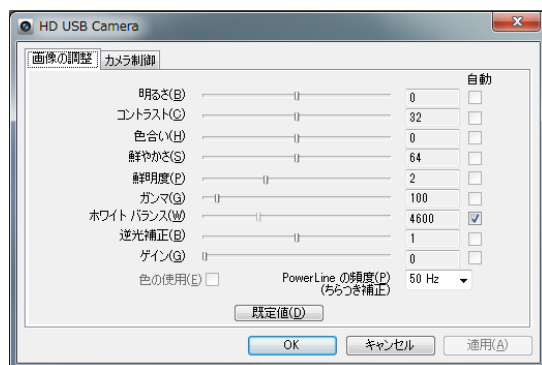 HD USB Camera
画像の調整 カメラ制御
自動
明るさ(B) 0
コントラスト(C) 32
色合い(H) 0
鮮やかさ(S) 64
鮮明度(P) 2
ガンマ(G) 100
ホワイト バランス(W) 4600
逆光補正(B) 1
ゲイン(G) 0
色の使用(E) PowerLine の頻度(P) 50 Hz
(ちらつき補正)
既定値(D)
OK キャンセル 適用(A)